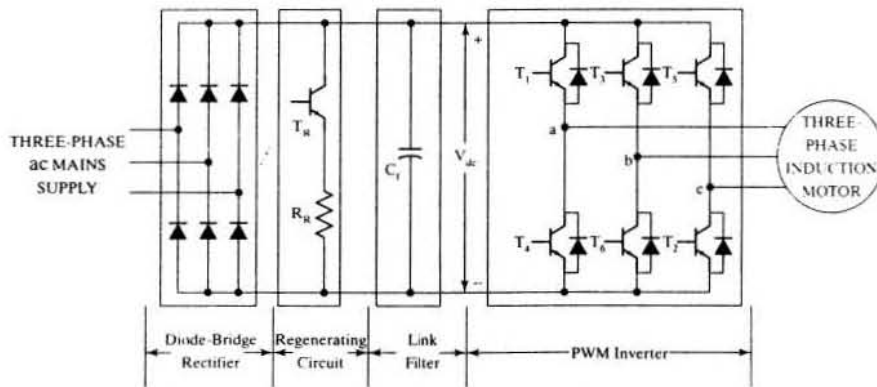 THREE-PHASE
ac MAINS
SUPPLY
T_R
R_R
C_f
+
V_dc
--
T_1
T_3
T_5
a
b
c
T_4
T_6
T_2
THREE-
PHASE
INDUCTION
MOTOR
Diode-Bridge
Rectifier
Regenerating
Circuit
Link
Filter
PWM Inverter